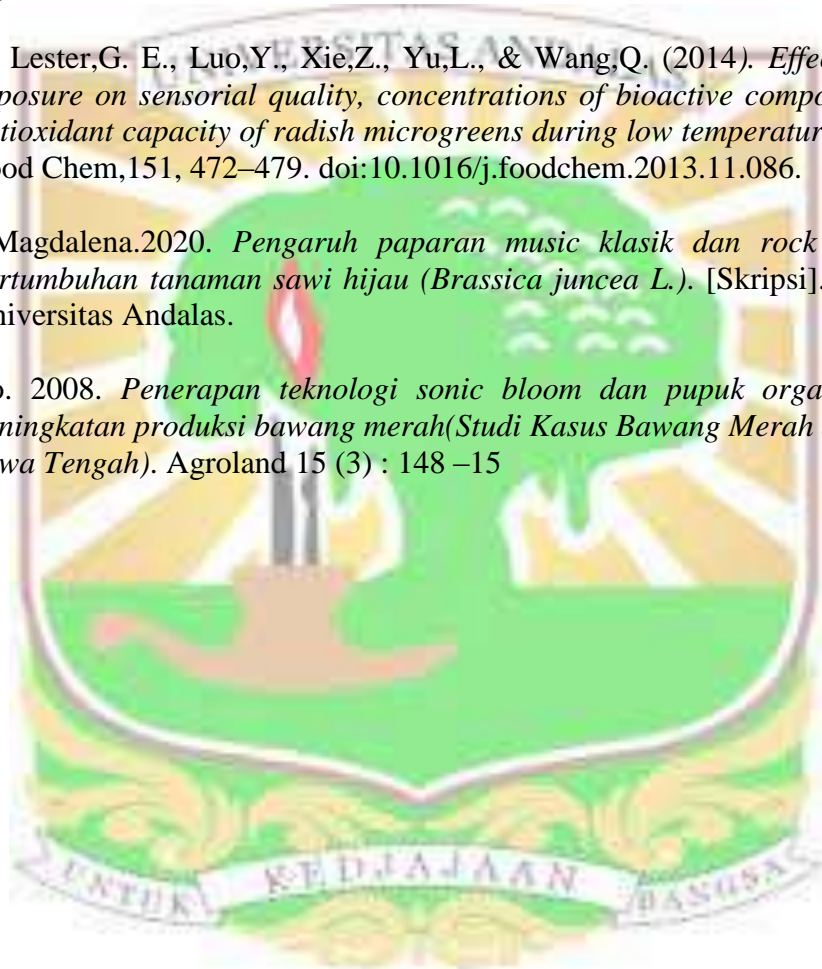 UNIVERSITAS ANDALAS
Lester,G. E., Luo,Y., Xie,Z., Yu,L., & Wang,Q. (2014). Effec
posure on sensorial quality, concentrations of bioactive compo
tioxidant capacity of radish microgreens during low temperatur
od Chem,151, 472–479. doi:10.1016/j.foodchem.2013.11.086.
Magdalena.2020. Pengaruh paparan music klasik dan rock
rtumbuhan tanaman sawi hijau (Brassica juncea L.). [Skripsi].
niversitas Andalas.
o. 2008. Penerapan teknologi sonic bloom dan pupuk orga
ningkatan produksi bawang merah(Studi Kasus Bawang Merah
wa Tengah). Agroland 15 (3) : 148 –15
UNTUK KEDJAJAAN BANGSA